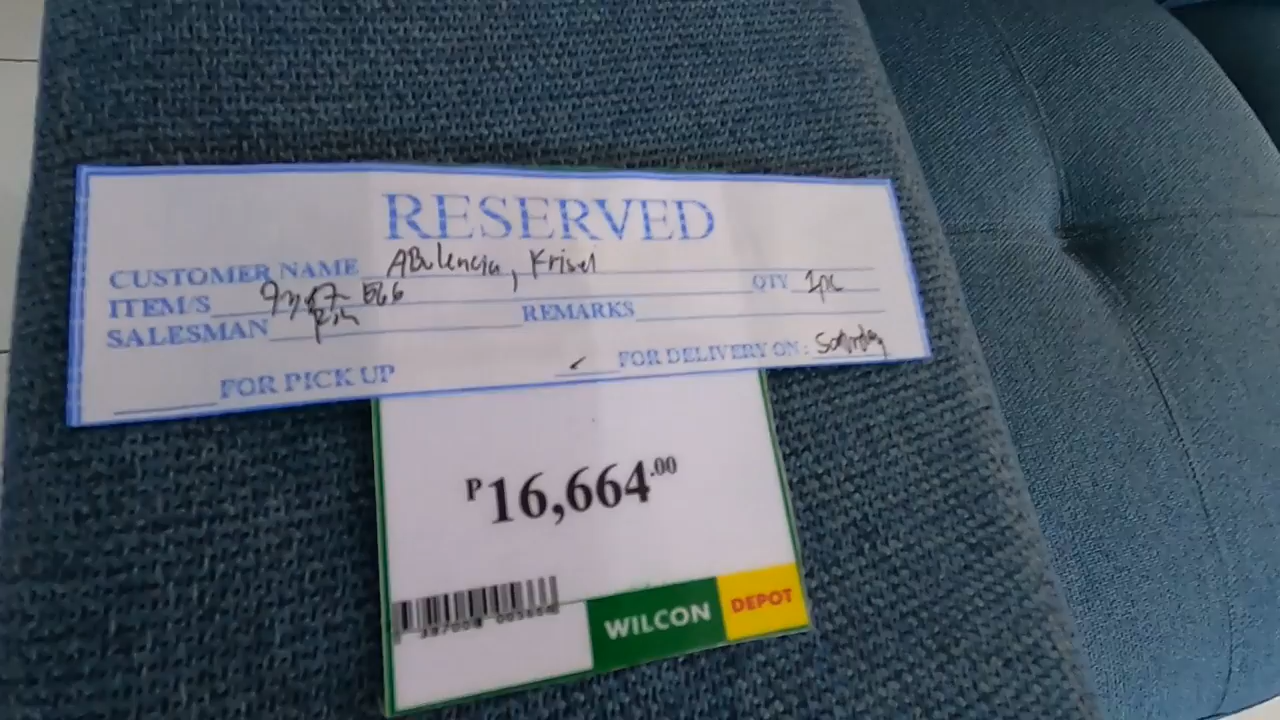 RESERVED
CUSTOMER NAME ABulencia, Krisel
ITEM/S QTY 1pc
SALESMAN REMARKS
FOR PICK UP ✓ FOR DELIVERY ON: Saturday
₱16,664.00
WILCON DEPOT